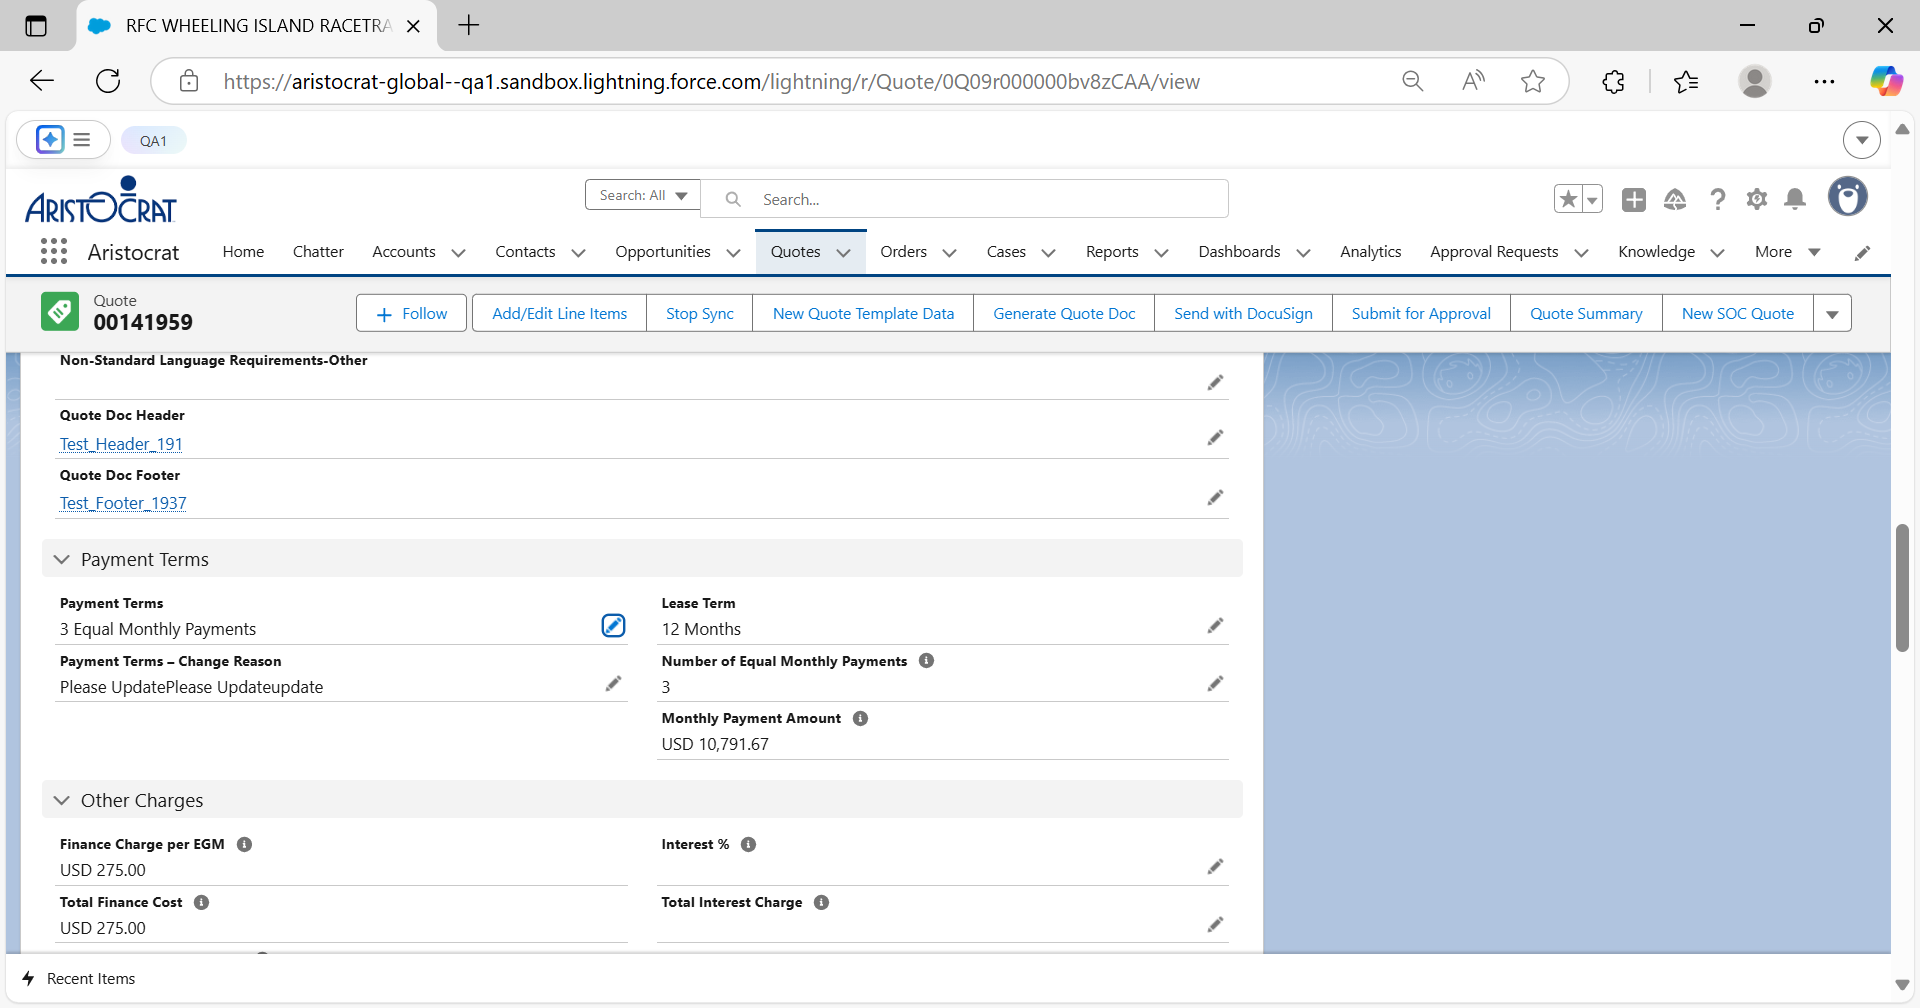 RFC WHEELING ISLAND RACETRA
https://aristocrat-global--qa1.sandbox.lightning.force.com/lightning/r/Quote/0Q09r000000bv8zCAA/view
QA1
ARISTOCRAT
Search: All
Search...
Aristocrat
Home
Chatter
Accounts
Contacts
Opportunities
Quotes
Orders
Cases
Reports
Dashboards
Analytics
Approval Requests
Knowledge
More
Quote
00141959
Follow
Add/Edit Line Items
Stop Sync
New Quote Template Data
Generate Quote Doc
Send with DocuSign
Submit for Approval
Quote Summary
New SOC Quote
Non-Standard Language Requirements-Other
Quote Doc Header
Test_Header_191
Quote Doc Footer
Test_Footer_1937
Payment Terms
Payment Terms
3 Equal Monthly Payments
Lease Term
12 Months
Payment Terms – Change Reason
Please UpdatePlease Updateupdate
Number of Equal Monthly Payments
3
Monthly Payment Amount
USD 10,791.67
Other Charges
Finance Charge per EGM
USD 275.00
Interest %
Total Finance Cost
USD 275.00
Total Interest Charge
Recent Items